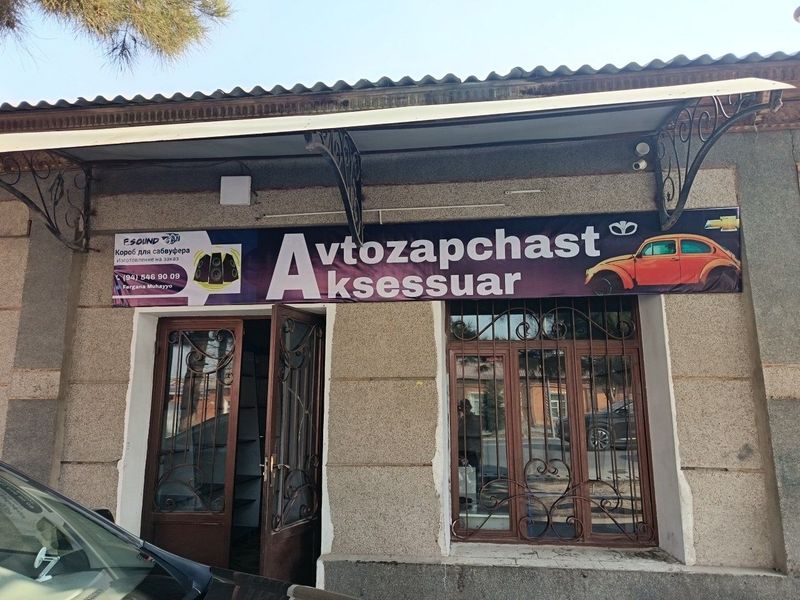 F.SOUND
Короб для сабвуфера
Изготовление на заказ
(94) 546 90 09
Fergana Muhayyo
Avtozapchast
Aksessuar